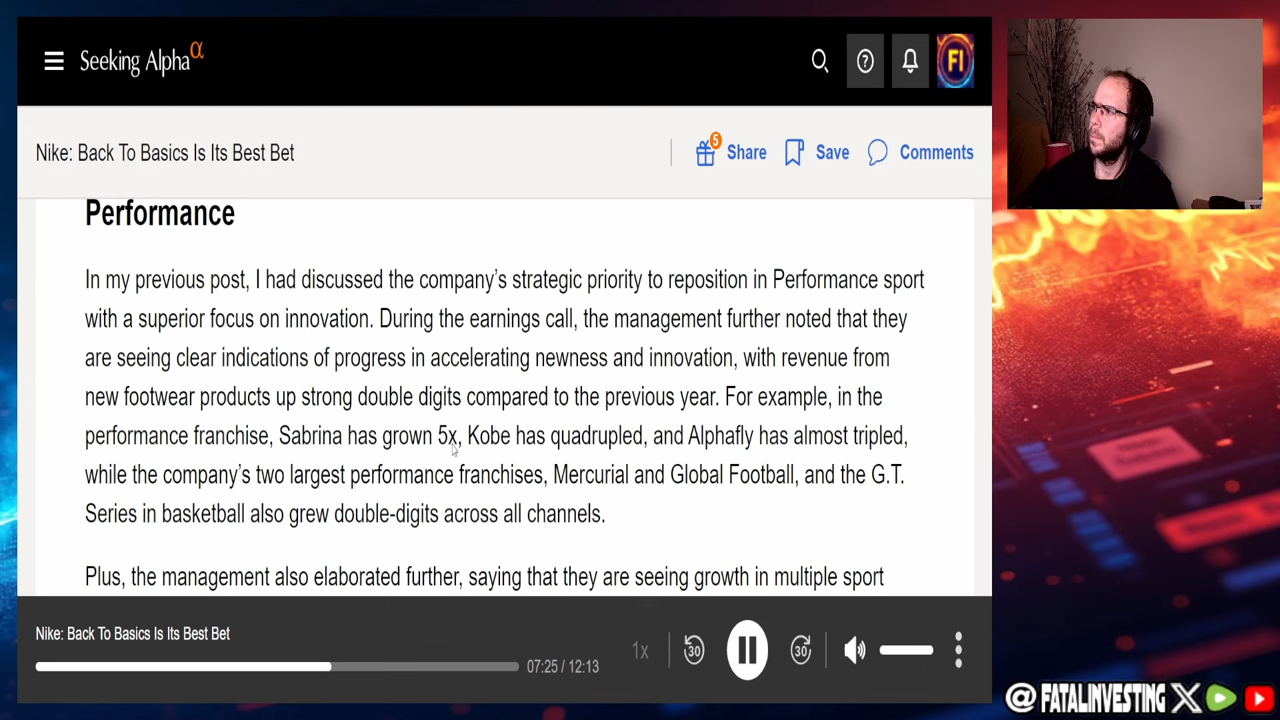 Seeking Alpha α
FI
Nike: Back To Basics Is Its Best Bet
5
Share
Save
Comments
Performance
In my previous post, I had discussed the company's strategic priority to reposition in Performance sport
with a superior focus on innovation. During the earnings call, the management further noted that they
are seeing clear indications of progress in accelerating newness and innovation, with revenue from
new footwear products up strong double digits compared to the previous year. For example, in the
performance franchise, Sabrina has grown 5x, Kobe has quadrupled, and Alphafly has almost tripled,
while the company's two largest performance franchises, Mercurial and Global Football, and the G.T.
Series in basketball also grew double-digits across all channels.
Plus, the management also elaborated further, saying that they are seeing growth in multiple sport
Nike: Back To Basics Is Its Best Bet
07:25 / 12:13
1x
30
30
@FATALINVESTING